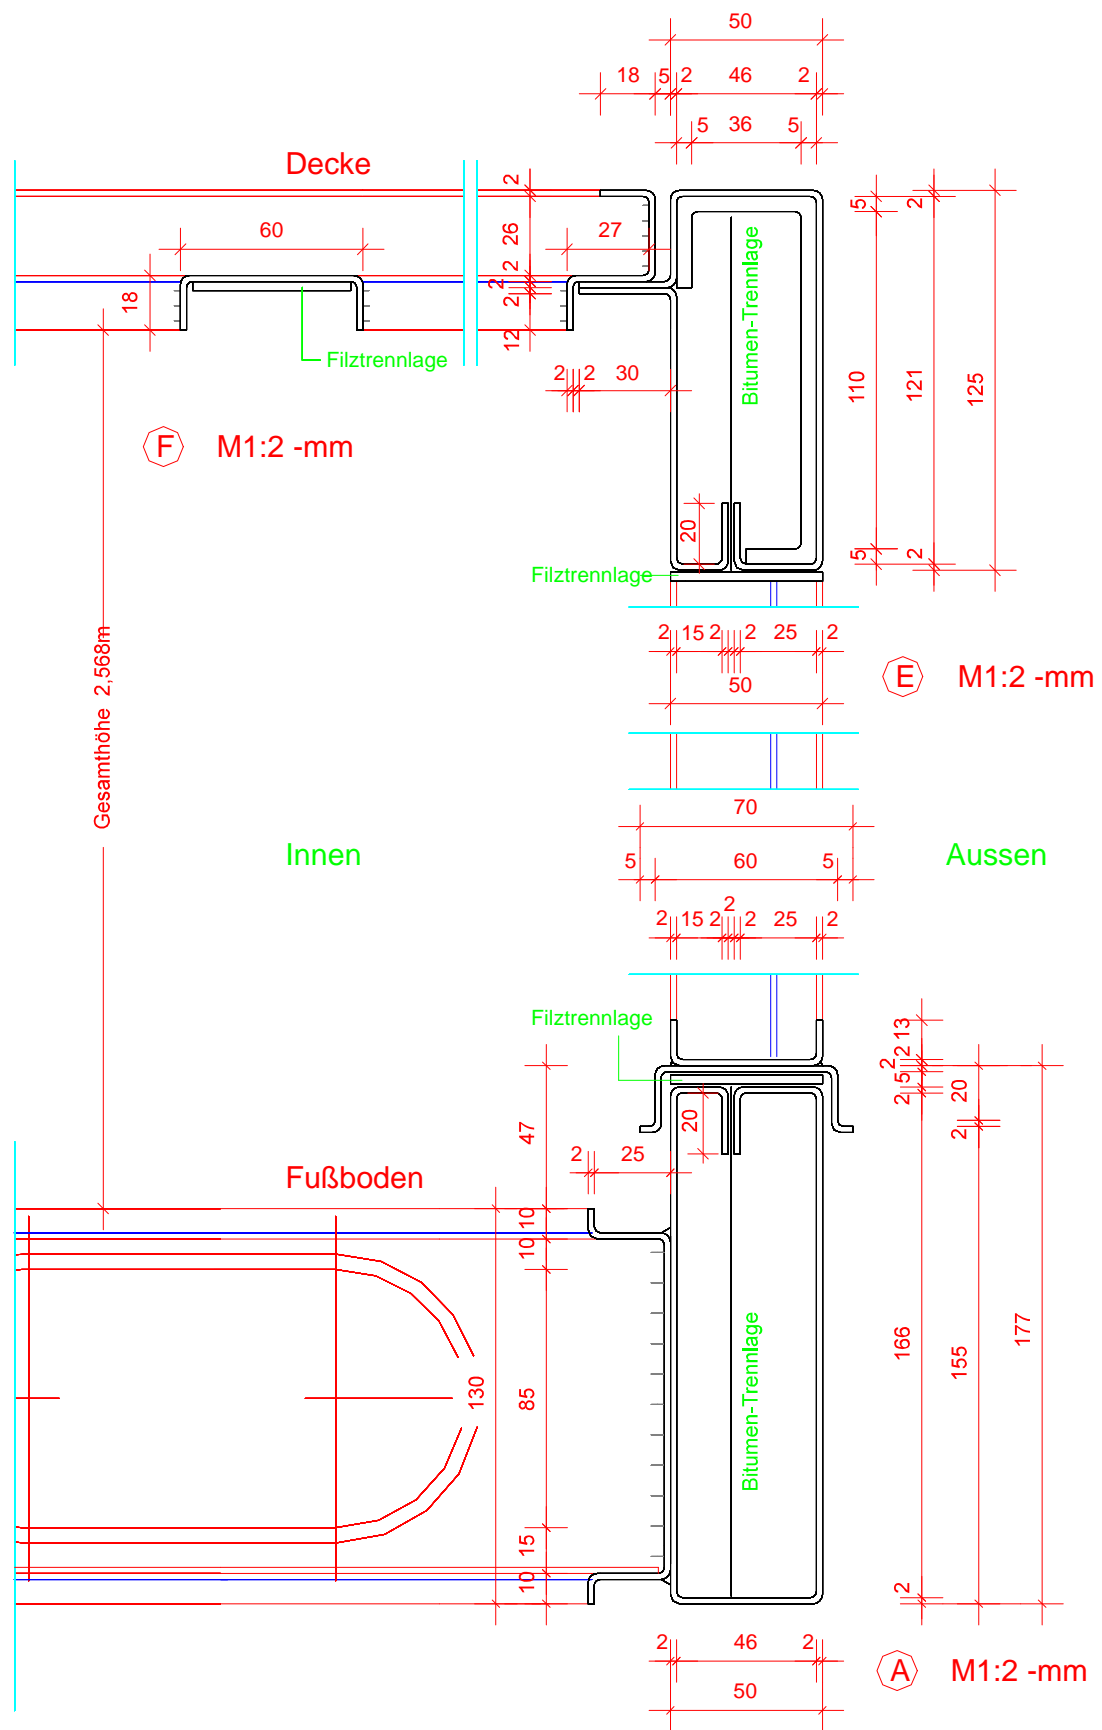 50
18 5 2 46 2
5 36 5
Decke
2
60
26
27
2
2
2
18
12
Filztrennlage
2 2 30
F M1:2 -mm
Bitumen-Trennlage
5
2
110
121
125
20
5
2
Filztrennlage
2 15 2 2 25 2
E M1:2 -mm
50
Gesamthöhe 2,568m
70
Innen
Aussen
5 60 5
2
2 15 2 2 25 2
Filztrennlage
13
2
2
5
2
20
2
20
47
2 25
Fußboden
10
10
130
85
15
10
Bitumen-Trennlage
166
155
177
2
2 46 2
A M1:2 -mm
50